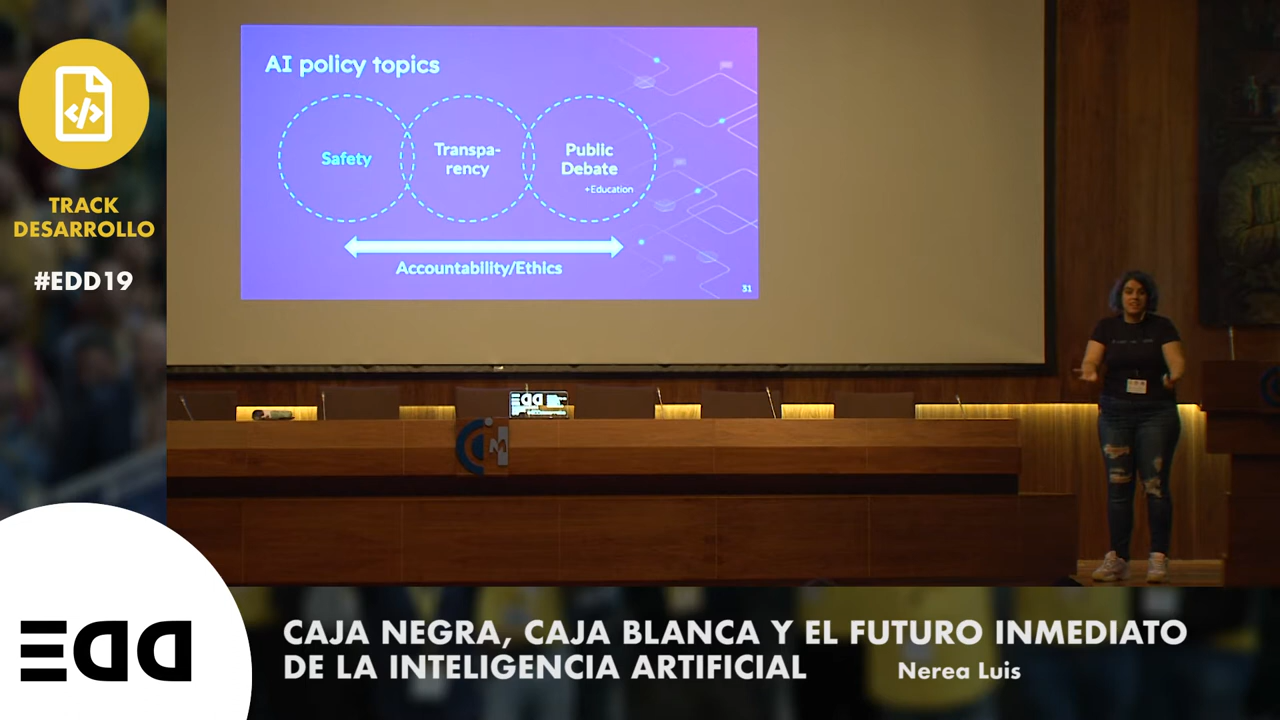 AI policy topics
Safety
Transpa-
rency
Public
Debate
+Education
Accountability/Ethics
31
TRACK
DESARROLLO
#EDD19
EDD
CAJA NEGRA, CAJA BLANCA Y EL FUTURO INMEDIATO
DE LA INTELIGENCIA ARTIFICIAL
Nerea Luis